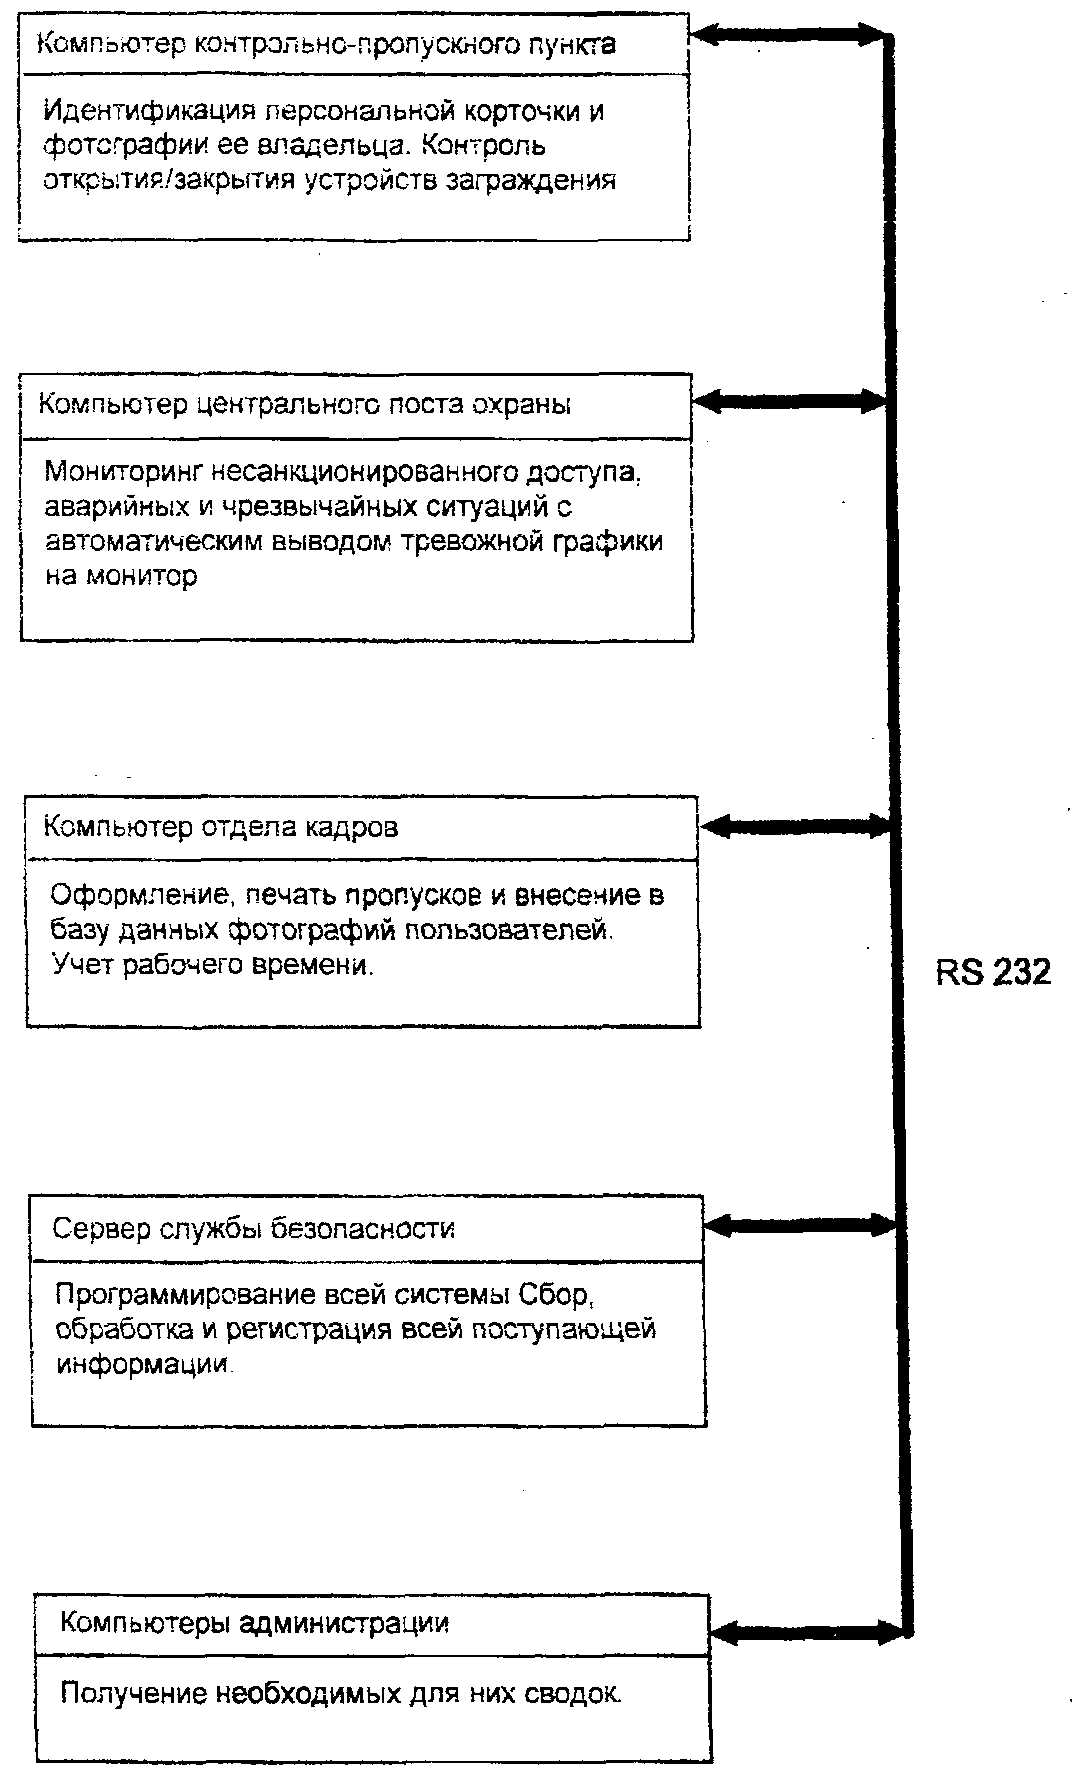 Компьютер контрольно-пропускного пункта
Идентификация персональной корточки и
фотографии ее владельца. Контроль
открытия/закрытия устройств заграждения
Компьютер центрального поста охраны
Мониторинг несанкционированного доступа,
аварийных и чрезвычайных ситуаций с
автоматическим выводом тревожной графики
на монитор
Компьютер отдела кадров
Оформление, печать пропусков и внесение в
базу данных фотографий пользователей.
Учет рабочего времени.
RS 232
Сервер службы безопасности
Программирование всей системы Сбор,
обработка и регистрация всей поступающей
информации.
Компьютеры администрации
Получение необходимых для них сводок.